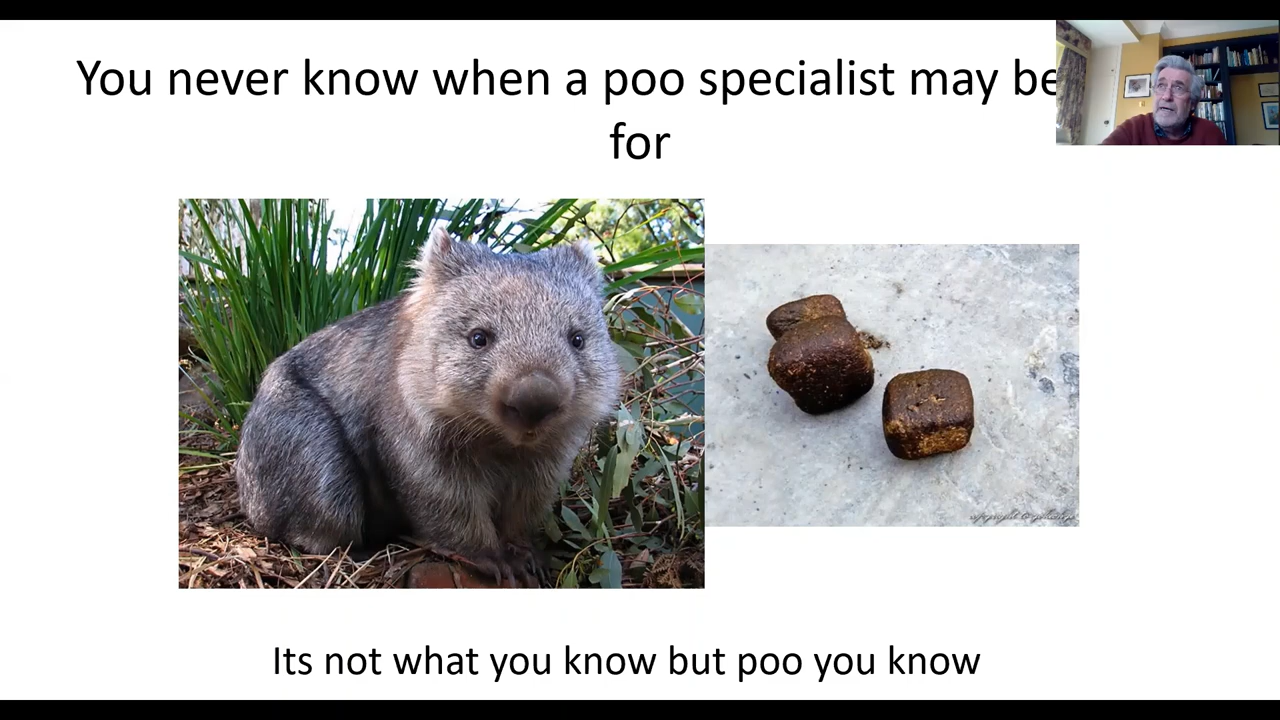 You never know when a poo specialist may be
for
Its not what you know but poo you know